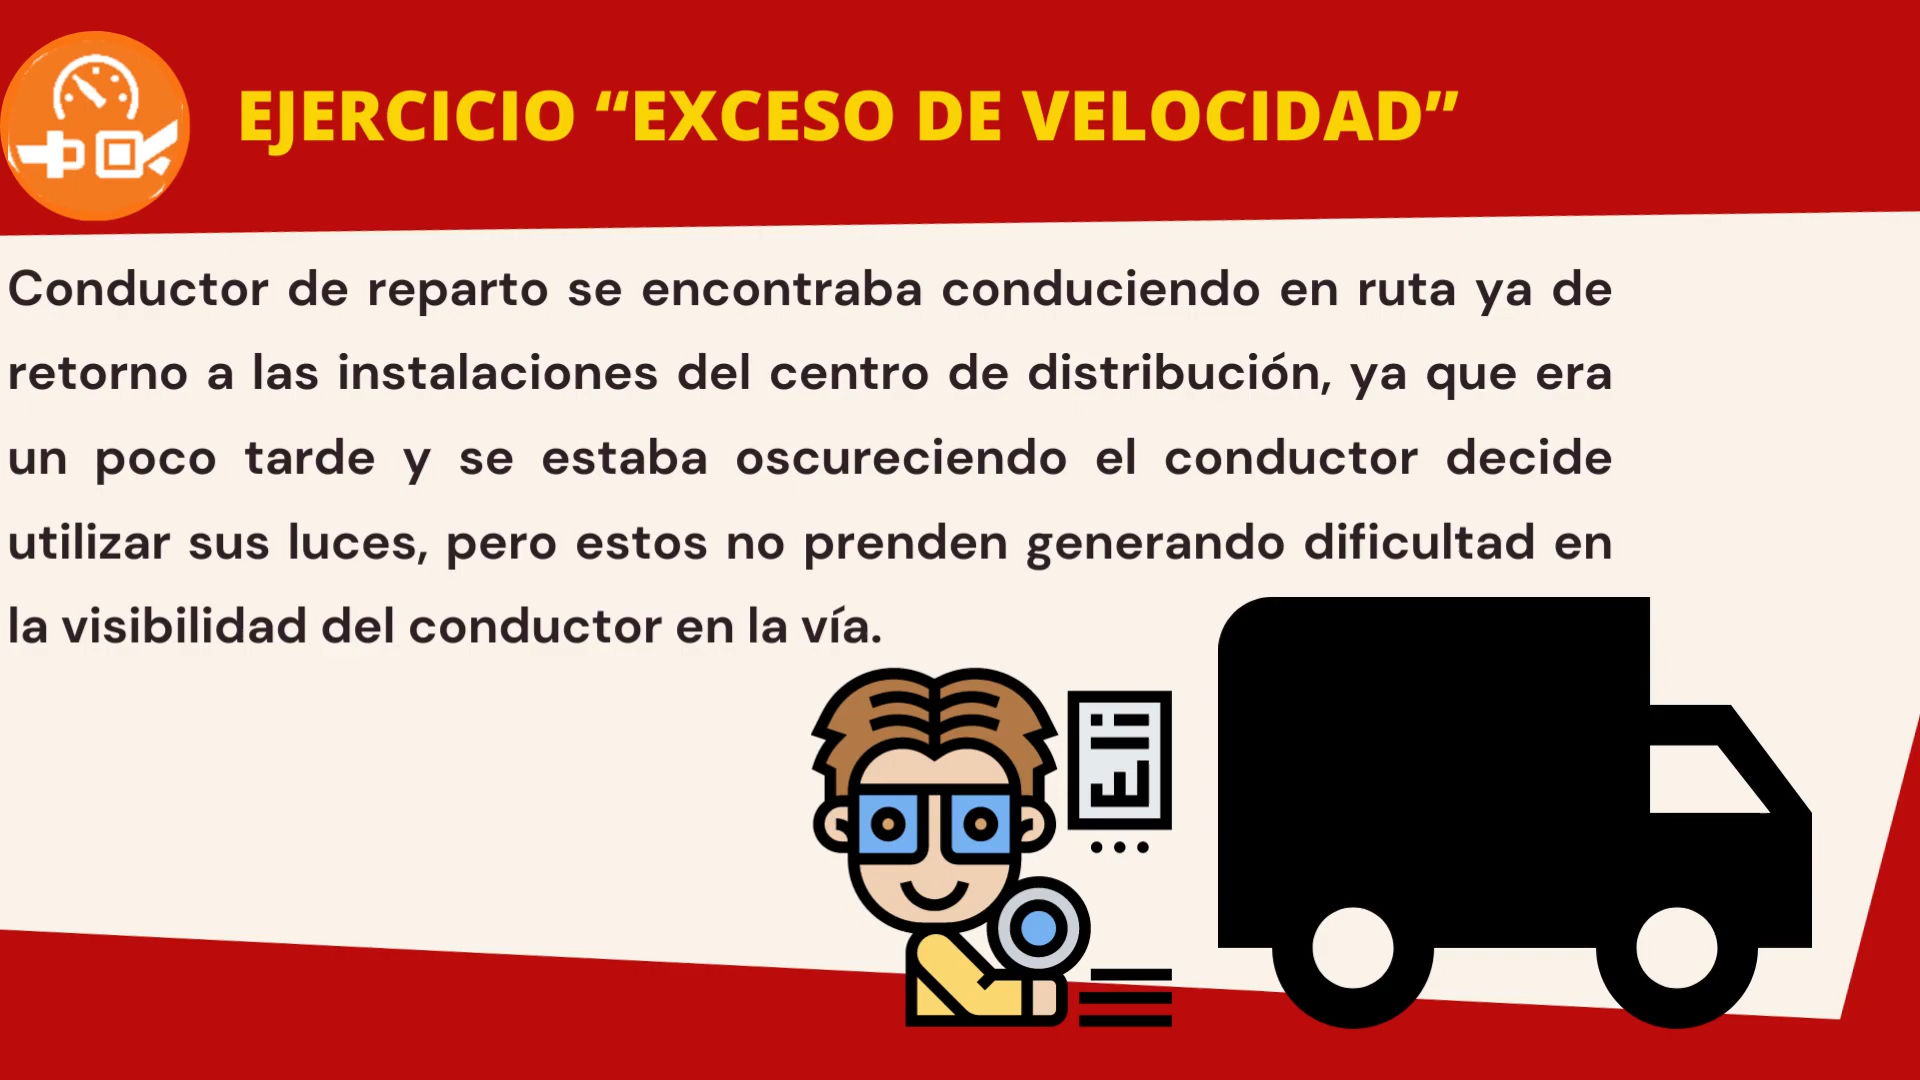 EJERCICIO “EXCESO DE VELOCIDAD”
Conductor de reparto se encontraba conduciendo en ruta ya de
retorno a las instalaciones del centro de distribución, ya que era
un poco tarde y se estaba oscureciendo el conductor decide
utilizar sus luces, pero estos no prenden generando dificultad en
la visibilidad del conductor en la vía.